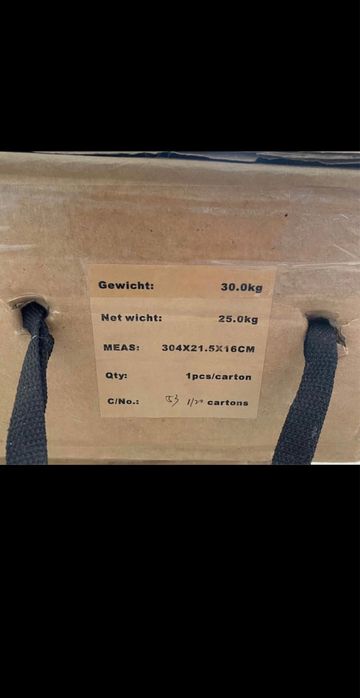 Gewicht: 30.0kg
Net wicht: 25.0kg
MEAS: 304X21.5X16CM
Qty: 1pcs/carton
C/No.: cartons